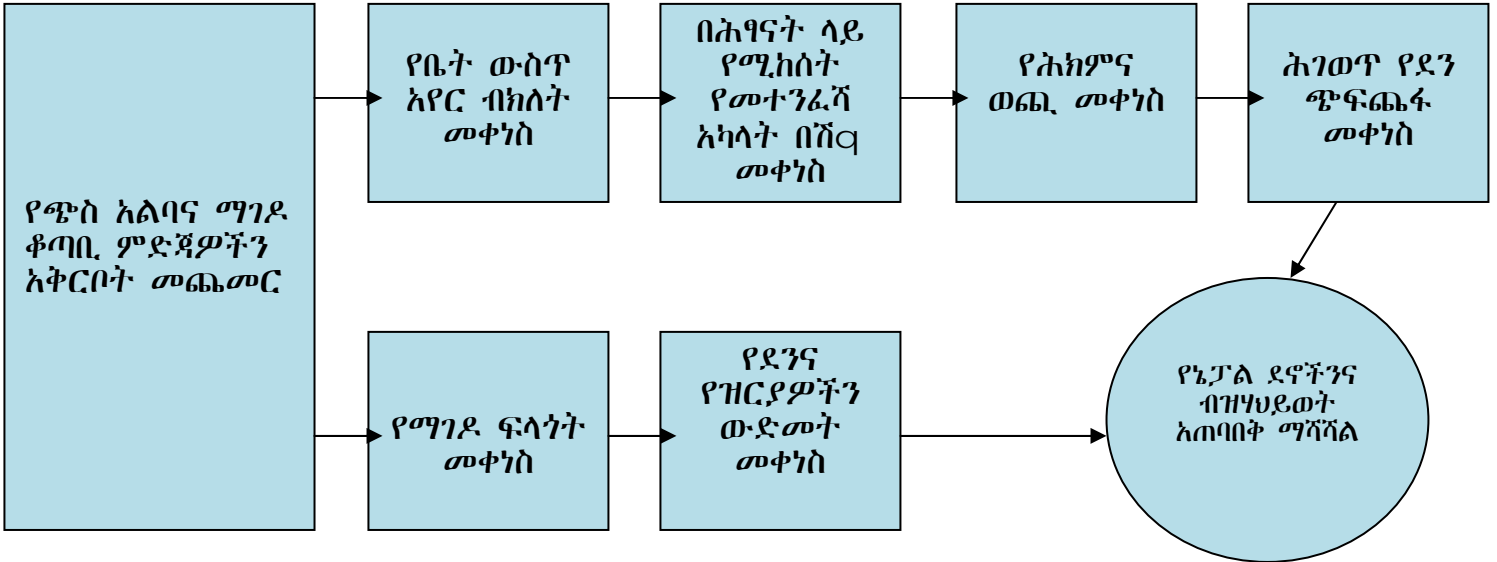 የጭስ አልባና ማገዶ
ቆጣቢ ምድጃዎችን
አቅርቦት መጨመር
የቤት ውስጥ
አየር ብክለት
መቀነስ
በሕፃናት ላይ
የሚከሰት
የመተንፈሻ
አካላት በሽq
መቀነስ
የሕክምና
ወጪ መቀነስ
ሕገወጥ የደን
ጭፍጨፋ
መቀነስ
የማገዶ ፍላጎት
መቀነስ
የደንና
የዝርያዎችን
ውድመት
መቀነስ
የኔፓል ደኖችንና
ብዝሃህይወት
አጠባበቅ ማሻሻል